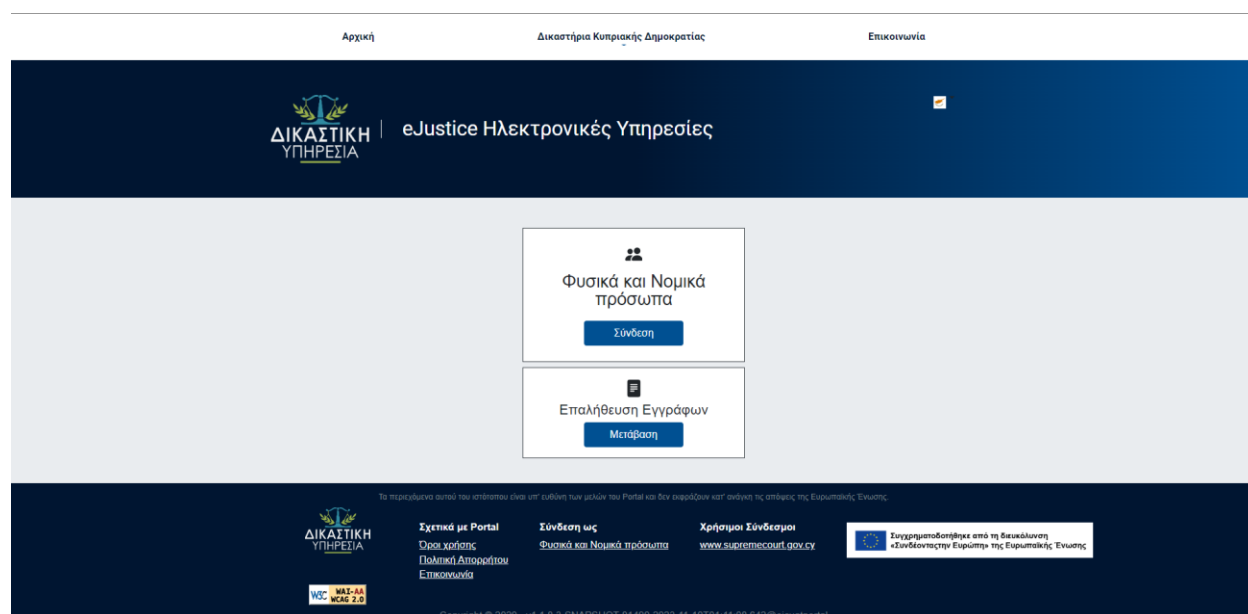 Αρχική
Δικαστήρια Κυπριακής Δημοκρατίας
Επικοινωνία
ΔΙΚΑΣΤΙΚΗ
ΥΠΗΡΕΣΙΑ
eJustice Ηλεκτρονικές Υπηρεσίες
Φυσικά και Νομικά
πρόσωπα
Σύνδεση
Επαλήθευση Εγγράφων
Μετάβαση
Τα περιεχόμενα αυτού του ιστότοπου είναι υπ' ευθύνη των μελών του Portal και δεν εκφράζουν κατ' ανάγκη τις απόψεις της Ευρωπαϊκής Ένωσης.
ΔΙΚΑΣΤΙΚΗ
ΥΠΗΡΕΣΙΑ
Σχετικά με Portal
Όροι χρήσης
Πολιτική Απορρήτου
Επικοινωνία
Σύνδεση ως
Φυσικά και Νομικά πρόσωπα
Χρήσιμοι Σύνδεσμοι
www.supremecourt.gov.cy
Συγχρηματοδοτήθηκε από τη διευκόλυνση
«Συνδέονταςτην Ευρώπη» της Ευρωπαϊκής Ένωσης
W3C WAI-AA
WCAG 2.0